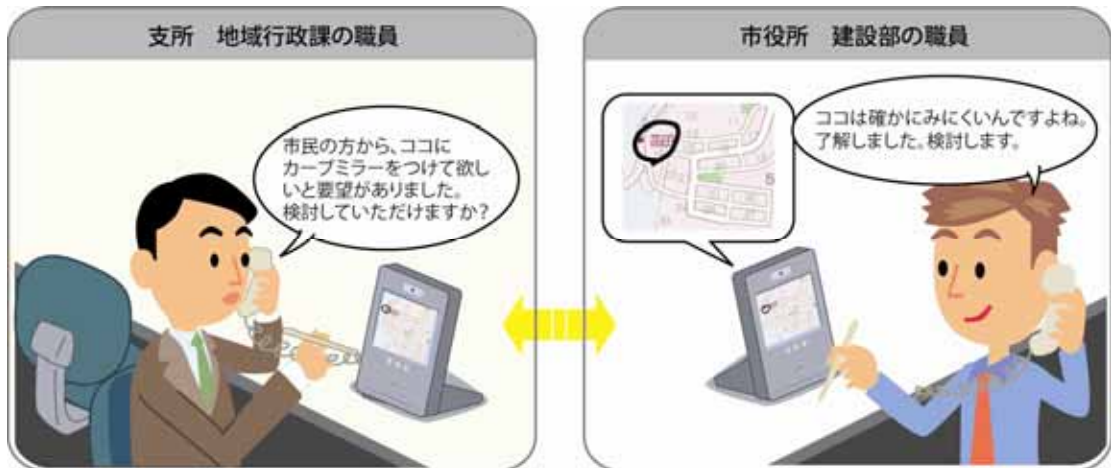 支所　地域行政課の職員
市民の方から、ココに
カーブミラーをつけて欲し
いと要望がありました。
検討していただけますか?
市役所　建設部の職員
ココは確かにみにくいんですよね。
了解しました。検討します。
5